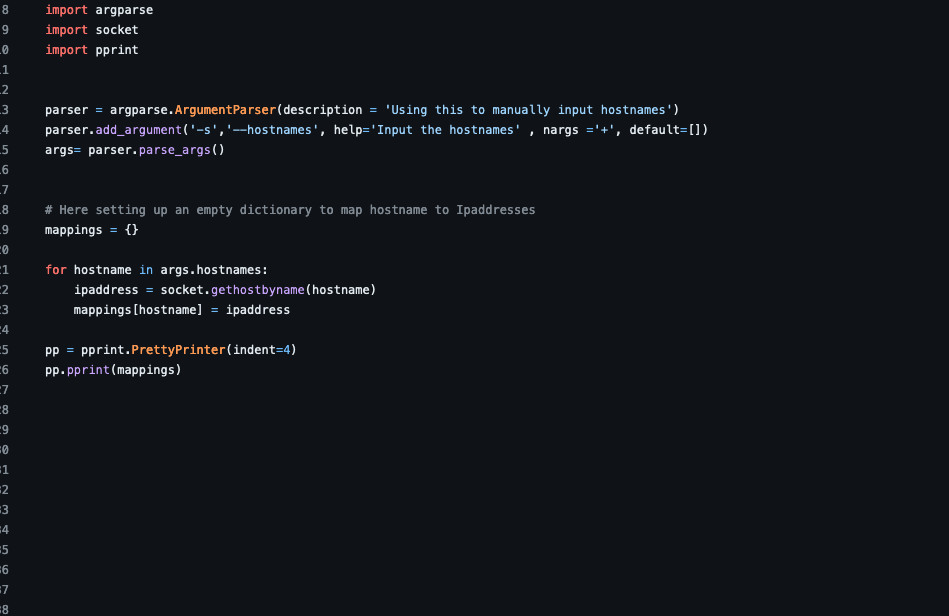 8 import argparse
9 import socket
0 import pprint
1
2
3 parser = argparse.ArgumentParser(description = 'Using this to manually input hostnames')
4 parser.add_argument('-s','--hostnames', help='Input the hostnames' , nargs ='+', default=[])
5 args= parser.parse_args()
6
7
8 # Here setting up an empty dictionary to map hostname to Ipaddresses
9 mappings = {}
0
1 for hostname in args.hostnames:
2     ipaddress = socket.gethostbyname(hostname)
3     mappings[hostname] = ipaddress
4
5 pp = pprint.PrettyPrinter(indent=4)
6 pp.pprint(mappings)
7
8
9
0
1
2
3
4
5
6
7
8